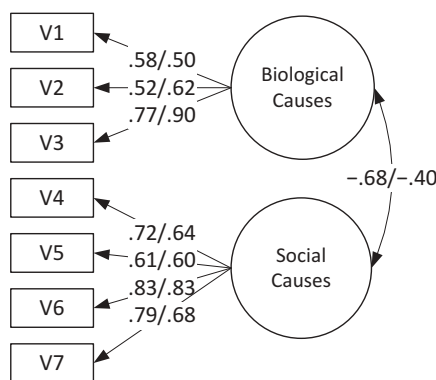 V1
V2
V3
V4
V5
V6
V7
.58/.50
.52/.62
.77/.90
.72/.64
.61/.60
.83/.83
.79/.68
Biological
Causes
Social
Causes
−.68/−.40